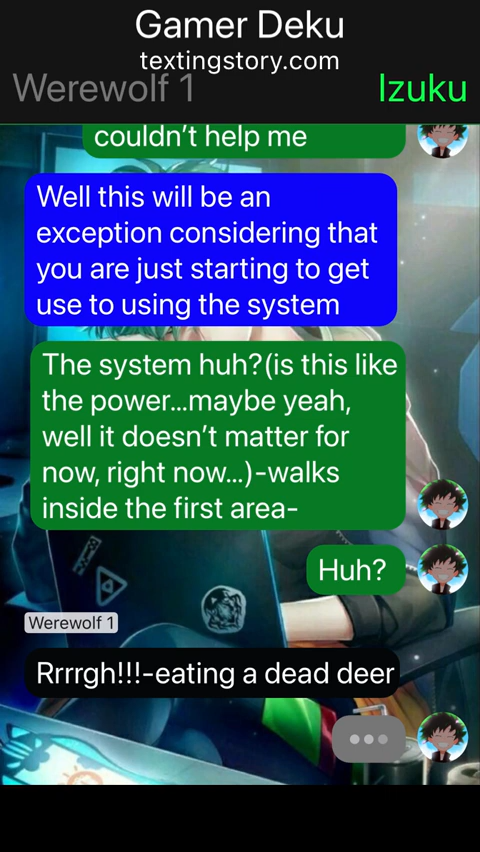 Gamer Deku
textingstory.com
Werewolf 1
Izuku
couldn't help me
Well this will be an
exception considering that
you are just starting to get
use to using the system
The system huh?(is this like
the power...maybe yeah,
well it doesn't matter for
now, right now...)-walks
inside the first area-
Huh?
Werewolf 1
Rrrrgh!!!-eating a dead deer